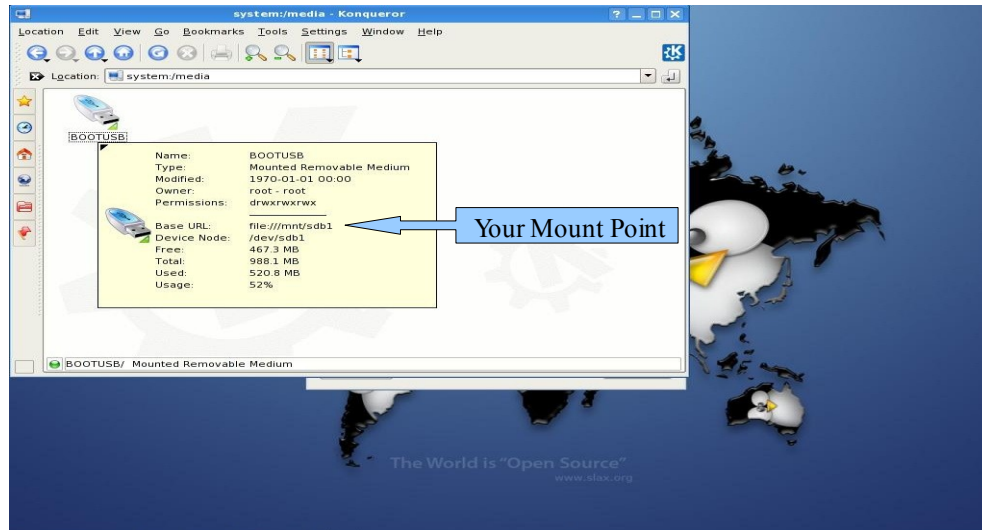 system:/media - Konqueror
Location Edit View Go Bookmarks Tools Settings Window Help
Location: system:/media
BOOTUSB
Name: BOOTUSB
Type: Mounted Removable Medium
Modified: 1970-01-01 00:00
Owner: root - root
Permissions: drwxrwxrwx
Base URL: file:///mnt/sdb1
Device Node: /dev/sdb1
Free: 467.3 MB
Total: 988.1 MB
Used: 520.8 MB
Usage: 52%
Your Mount Point
BOOTUSB/ Mounted Removable Medium
The World is "Open Source"
www.slax.org